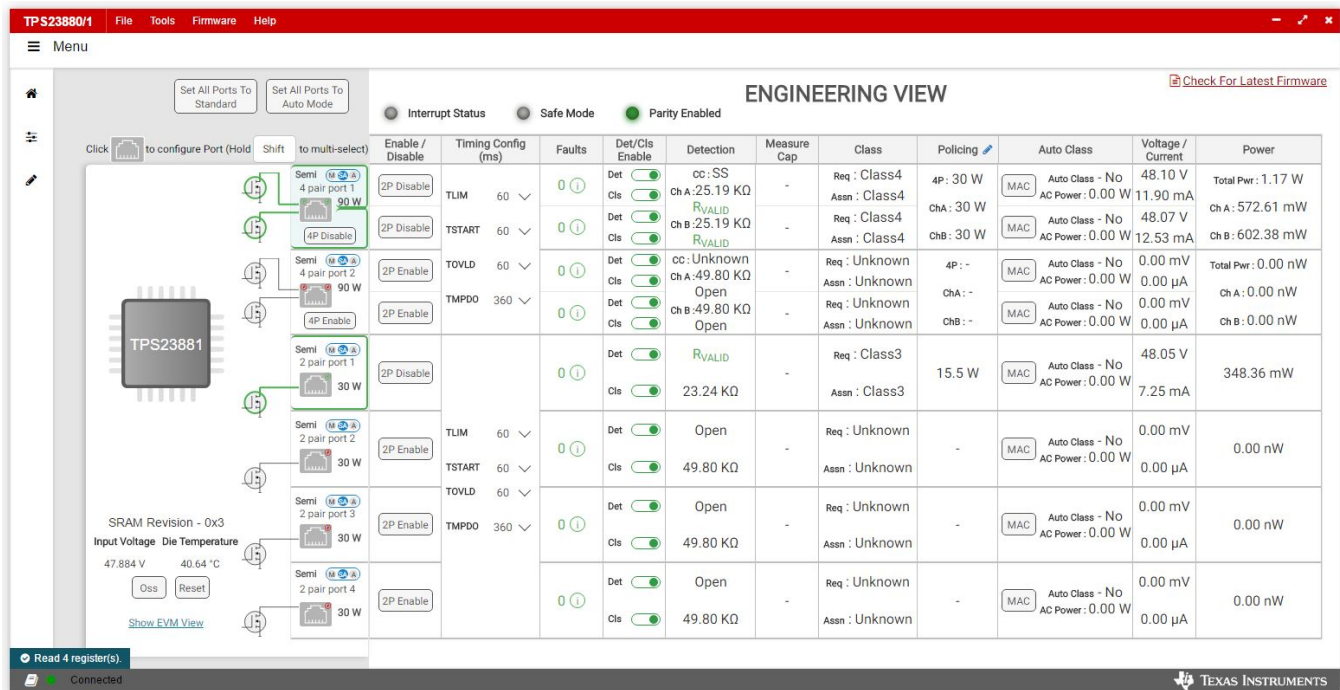 TPS23880/1 File Tools Firmware Help
Menu
Set All Ports To Standard
Set All Ports To Auto Mode
ENGINEERING VIEW
Check For Latest Firmware
Interrupt Status Safe Mode Parity Enabled
Click to configure Port (Hold Shift to multi-select)
Enable / Disable
Timing Config (ms)
Faults
Det/Cls Enable
Detection
Measure Cap
Class
Policing
Auto Class
Voltage / Current
Power
Semi M SA A
4 pair port 1
90 W
4P Disable
2P Disable
2P Disable
TLIM 60
TSTART 60
0
0
Det
Cls
Det
Cls
cc : SS
Ch A :25.19 KΩ
RVALID
Ch B :25.19 KΩ
RVALID
-
-
Req : Class4
Assn : Class4
Req : Class4
Assn : Class4
4P : 30 W
ChA : 30 W
ChB : 30 W
MAC Auto Class - No
AC Power : 0.00 W
MAC Auto Class - No
AC Power : 0.00 W
48.10 V
11.90 mA
48.07 V
12.53 mA
Total Pwr : 1.17 W
Ch A : 572.61 mW
Ch B : 602.38 mW
Semi M SA A
4 pair port 2
90 W
4P Enable
2P Enable
2P Enable
TOVLD 60
TMPDO 360
0
0
Det
Cls
Det
Cls
cc : Unknown
Ch A :49.80 KΩ
Open
Ch B :49.80 KΩ
Open
-
-
Req : Unknown
Assn : Unknown
Req : Unknown
Assn : Unknown
4P : -
ChA : -
ChB : -
MAC Auto Class - No
AC Power : 0.00 W
MAC Auto Class - No
AC Power : 0.00 W
0.00 mV
0.00 µA
0.00 mV
0.00 µA
Total Pwr : 0.00 nW
Ch A : 0.00 nW
Ch B : 0.00 nW
TPS23881
Semi M SA A
2 pair port 1
30 W
2P Disable
0
Det
Cls
RVALID
23.24 KΩ
-
Req : Class3
Assn : Class3
15.5 W
MAC Auto Class - No
AC Power : 0.00 W
48.05 V
7.25 mA
348.36 mW
Semi M SA A
2 pair port 2
30 W
2P Enable
TLIM 60
TSTART 60
TOVLD 60
TMPDO 360
0
Det
Cls
Open
49.80 KΩ
-
Req : Unknown
Assn : Unknown
-
MAC Auto Class - No
AC Power : 0.00 W
0.00 mV
0.00 µA
0.00 nW
Semi M SA A
2 pair port 3
30 W
2P Enable
0
Det
Cls
Open
49.80 KΩ
-
Req : Unknown
Assn : Unknown
-
MAC Auto Class - No
AC Power : 0.00 W
0.00 mV
0.00 µA
0.00 nW
Semi M SA A
2 pair port 4
30 W
2P Enable
0
Det
Cls
Open
49.80 KΩ
-
Req : Unknown
Assn : Unknown
-
MAC Auto Class - No
AC Power : 0.00 W
0.00 mV
0.00 µA
0.00 nW
SRAM Revision - 0x3
Input Voltage Die Temperature
47.884 V 40.64 °C
Oss Reset
Show EVM View
Read 4 register(s).
Connected
TEXAS INSTRUMENTS